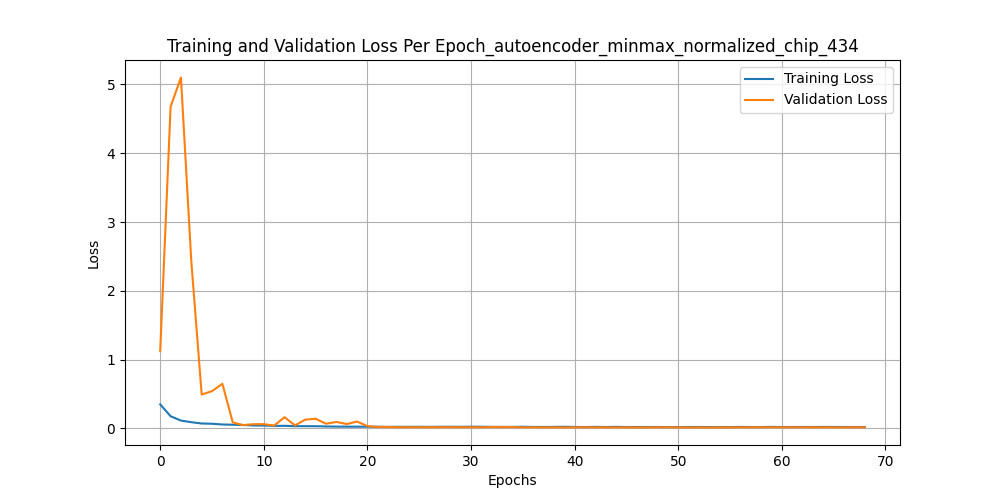 Training and Validation Loss Per Epoch_autoencoder_minmax_normalized_chip_434
Training Loss
Validation Loss
5
4
3
2
1
0
Loss
0 10 20 30 40 50 60 70
Epochs